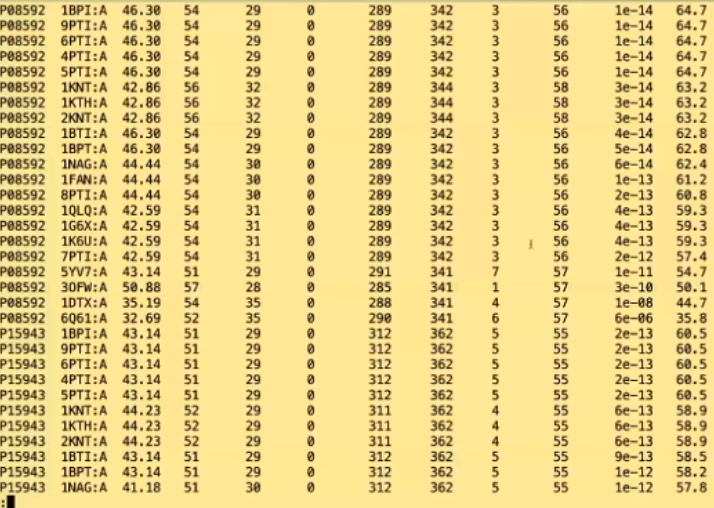 P08592 1BPI:A 46.30 54 29 0 289 342 3 56 1e-14 64.7
P08592 9PTI:A 46.30 54 29 0 289 342 3 56 1e-14 64.7
P08592 6PTI:A 46.30 54 29 0 289 342 3 56 1e-14 64.7
P08592 4PTI:A 46.30 54 29 0 289 342 3 56 1e-14 64.7
P08592 5PTI:A 46.30 54 29 0 289 342 3 56 1e-14 64.7
P08592 1KNT:A 42.86 56 32 0 289 344 3 58 3e-14 63.2
P08592 1KTH:A 42.86 56 32 0 289 344 3 58 3e-14 63.2
P08592 2KNT:A 42.86 56 32 0 289 344 3 58 3e-14 63.2
P08592 1BTI:A 46.30 54 29 0 289 342 3 56 4e-14 62.8
P08592 1BPT:A 46.30 54 29 0 289 342 3 56 5e-14 62.8
P08592 1NAG:A 44.44 54 30 0 289 342 3 56 6e-14 62.4
P08592 1FAN:A 44.44 54 30 0 289 342 3 56 1e-13 61.2
P08592 8PTI:A 44.44 54 30 0 289 342 3 56 2e-13 60.8
P08592 1QLQ:A 42.59 54 31 0 289 342 3 56 4e-13 59.3
P08592 1G6X:A 42.59 54 31 0 289 342 3 56 4e-13 59.3
P08592 1K6U:A 42.59 54 31 0 289 342 3 56 4e-13 59.3
P08592 7PTI:A 42.59 54 31 0 289 342 3 56 2e-12 57.4
P08592 5YV7:A 43.14 51 29 0 291 341 7 57 1e-11 54.7
P08592 3OFW:A 50.88 57 28 0 285 341 1 57 3e-10 50.1
P08592 1DTX:A 35.19 54 35 0 288 341 4 57 1e-08 44.7
P08592 6Q61:A 32.69 52 35 0 290 341 6 57 6e-06 35.8
P15943 1BPI:A 43.14 51 29 0 312 362 5 55 2e-13 60.5
P15943 9PTI:A 43.14 51 29 0 312 362 5 55 2e-13 60.5
P15943 6PTI:A 43.14 51 29 0 312 362 5 55 2e-13 60.5
P15943 4PTI:A 43.14 51 29 0 312 362 5 55 2e-13 60.5
P15943 5PTI:A 43.14 51 29 0 312 362 5 55 2e-13 60.5
P15943 1KNT:A 44.23 52 29 0 311 362 4 55 6e-13 58.9
P15943 1KTH:A 44.23 52 29 0 311 362 4 55 6e-13 58.9
P15943 2KNT:A 44.23 52 29 0 311 362 4 55 6e-13 58.9
P15943 1BTI:A 43.14 51 29 0 312 362 5 55 9e-13 58.5
P15943 1BPT:A 43.14 51 29 0 312 362 5 55 1e-12 58.2
P15943 1NAG:A 41.18 51 30 0 312 362 5 55 1e-12 57.8
: